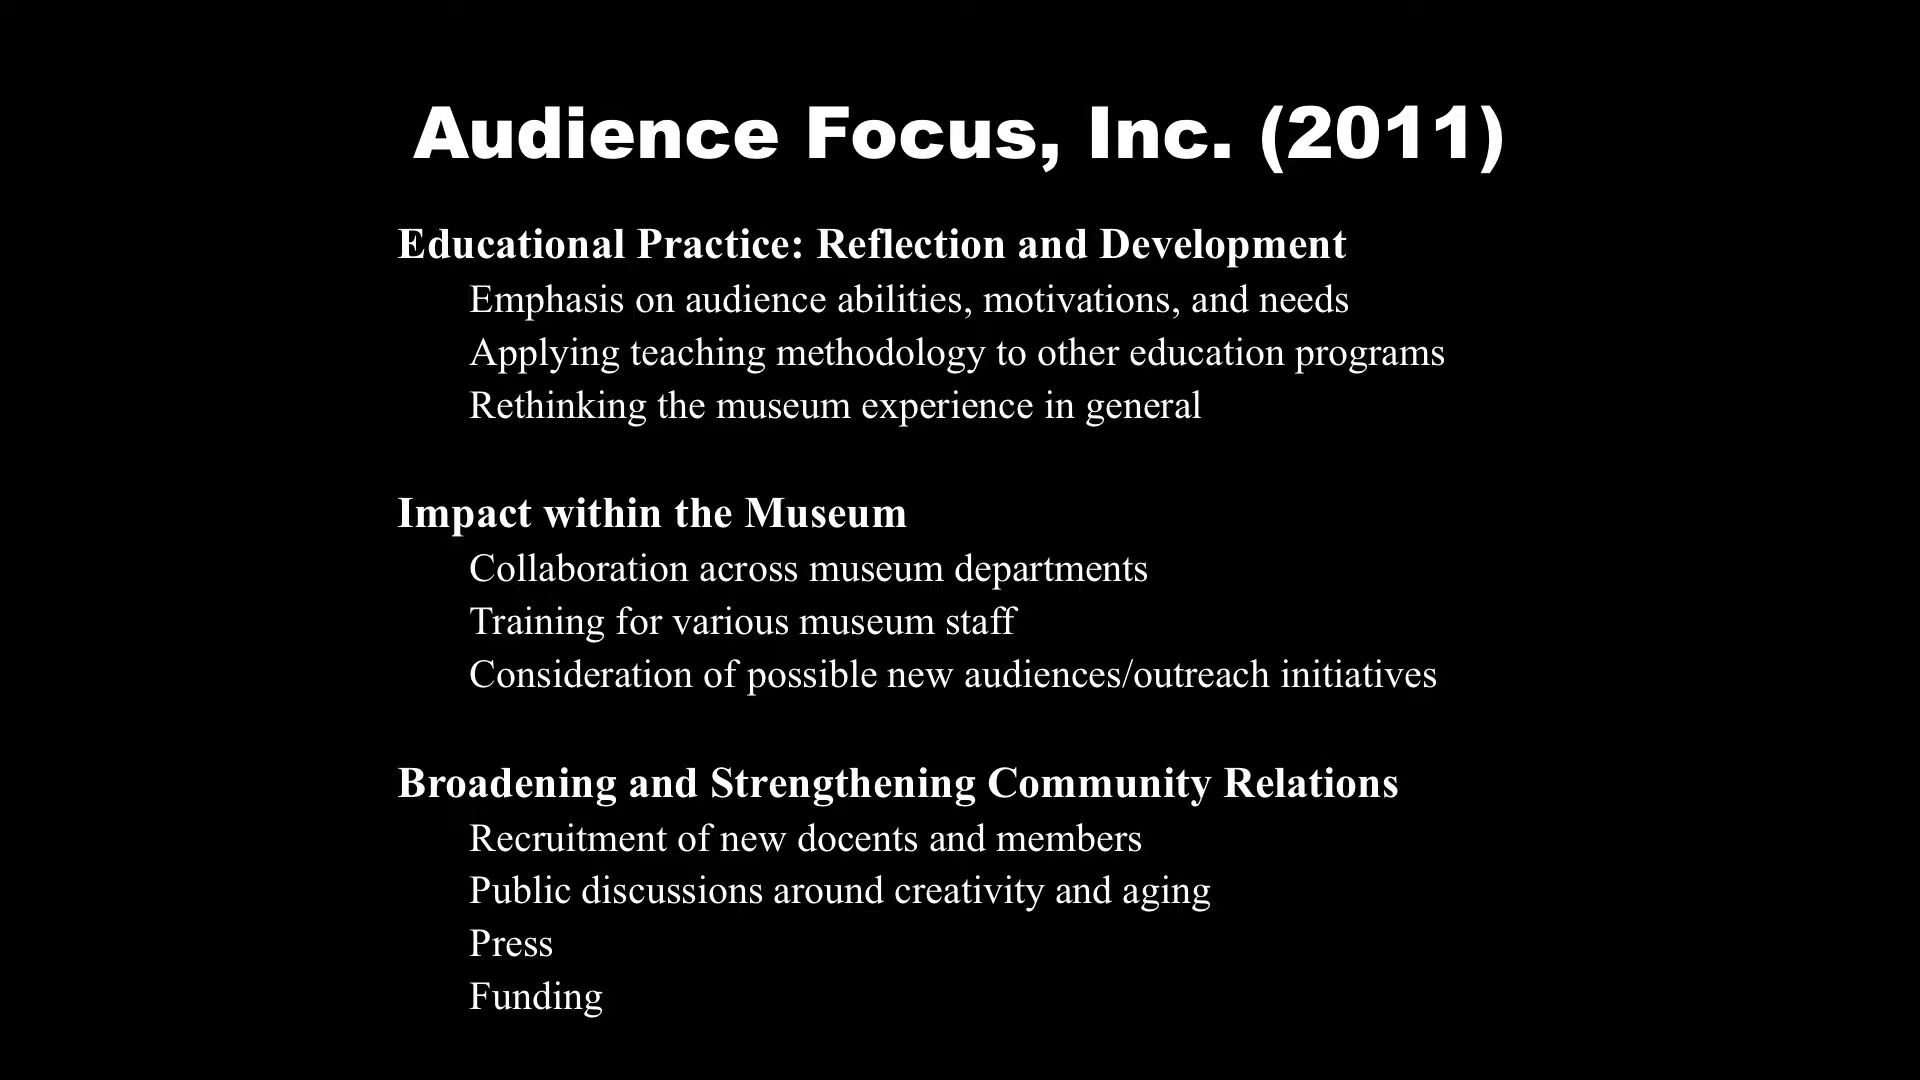 Audience Focus, Inc. (2011)
Educational Practice: Reflection and Development
Emphasis on audience abilities, motivations, and needs
Applying teaching methodology to other education programs
Rethinking the museum experience in general
Impact within the Museum
Collaboration across museum departments
Training for various museum staff
Consideration of possible new audiences/outreach initiatives
Broadening and Strengthening Community Relations
Recruitment of new docents and members
Public discussions around creativity and aging
Press
Funding